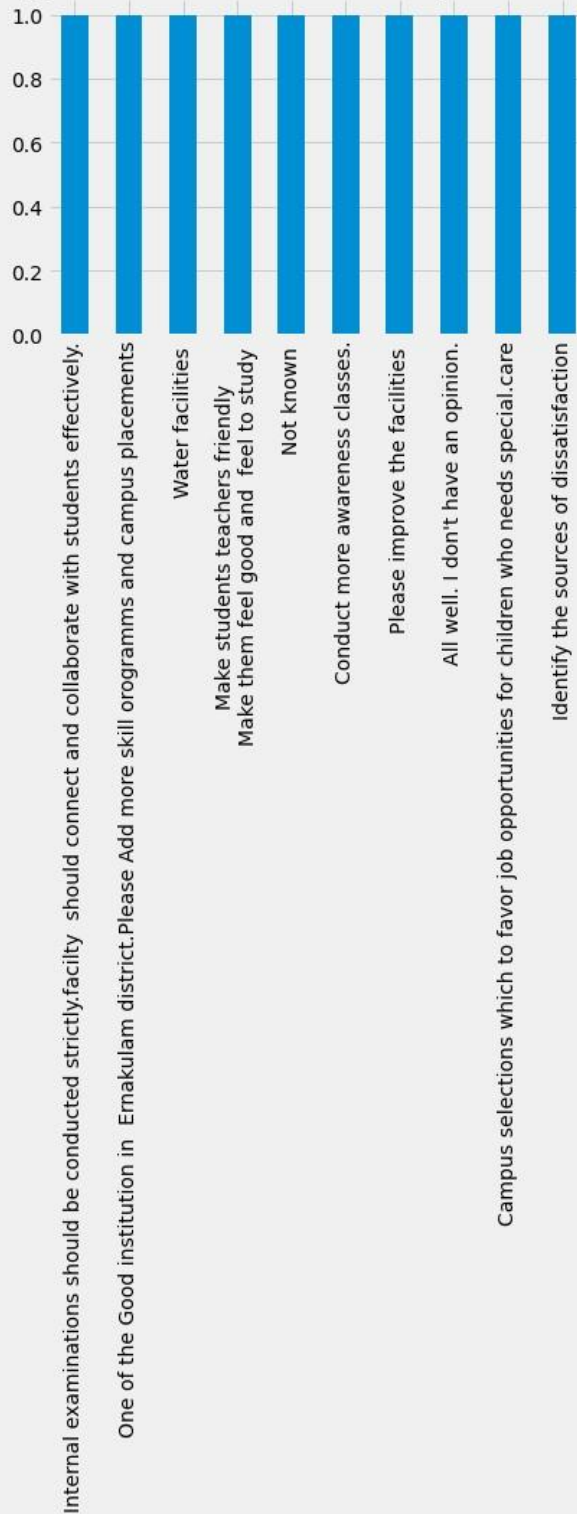 1.0
0.8
0.6
0.4
0.2
0.0
Internal examinations should be conducted strictly.facilty  should connect and collaborate with students effectively.
One of the Good institution in  Ernakulam district.Please Add more skill orogramms and campus placements
Water facilities
Make students teachers friendly
Make them feel good and  feel to study
Not known
Conduct more awareness classes.
Please improve the facilities
All well. I don't have an opinion.
Campus selections which to favor job opportunities for children who needs special.care
Identify the sources of dissatisfaction